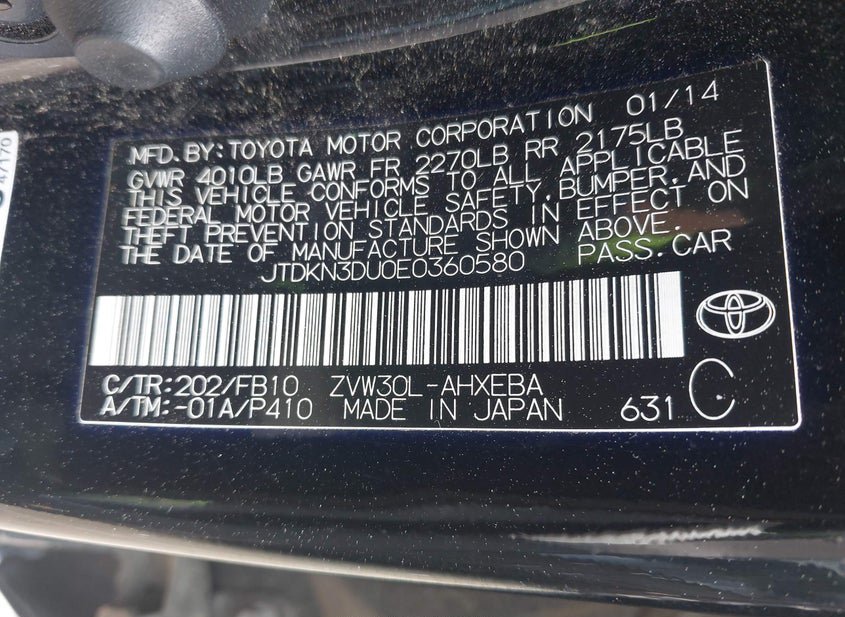 01/14
MFD.BY:TOYOTA MOTOR CORPORATION
GVWR 4010LB GAWR FR 2270LB RR 2175LB
THIS VEHICLE CONFORMS TO ALL APPLICABLE
FEDERAL MOTOR VEHICLE SAFETY,BUMPER,AND
THEFT PREVENTION STANDARDS IN EFFECT ON
THE DATE OF MANUFACTURE SHOWN ABOVE.
JTDKN3DU0E0360580 PASS.CAR
C/TR:202/FB10 ZVW30L-AHXEBA
A/TM:-01A/P410 MADE IN JAPAN 631 C